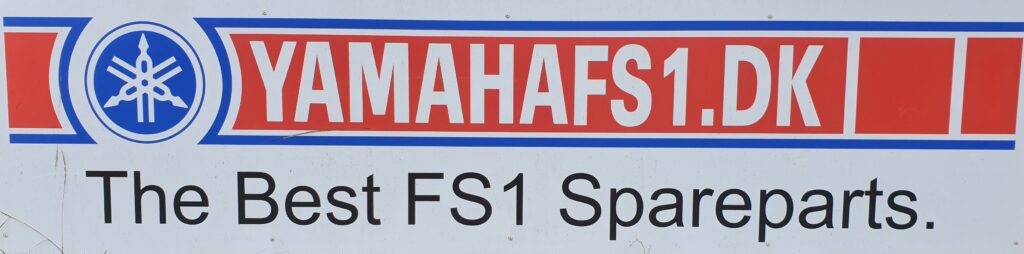 YAMAHAFS1.DK
The Best FS1 Spareparts.